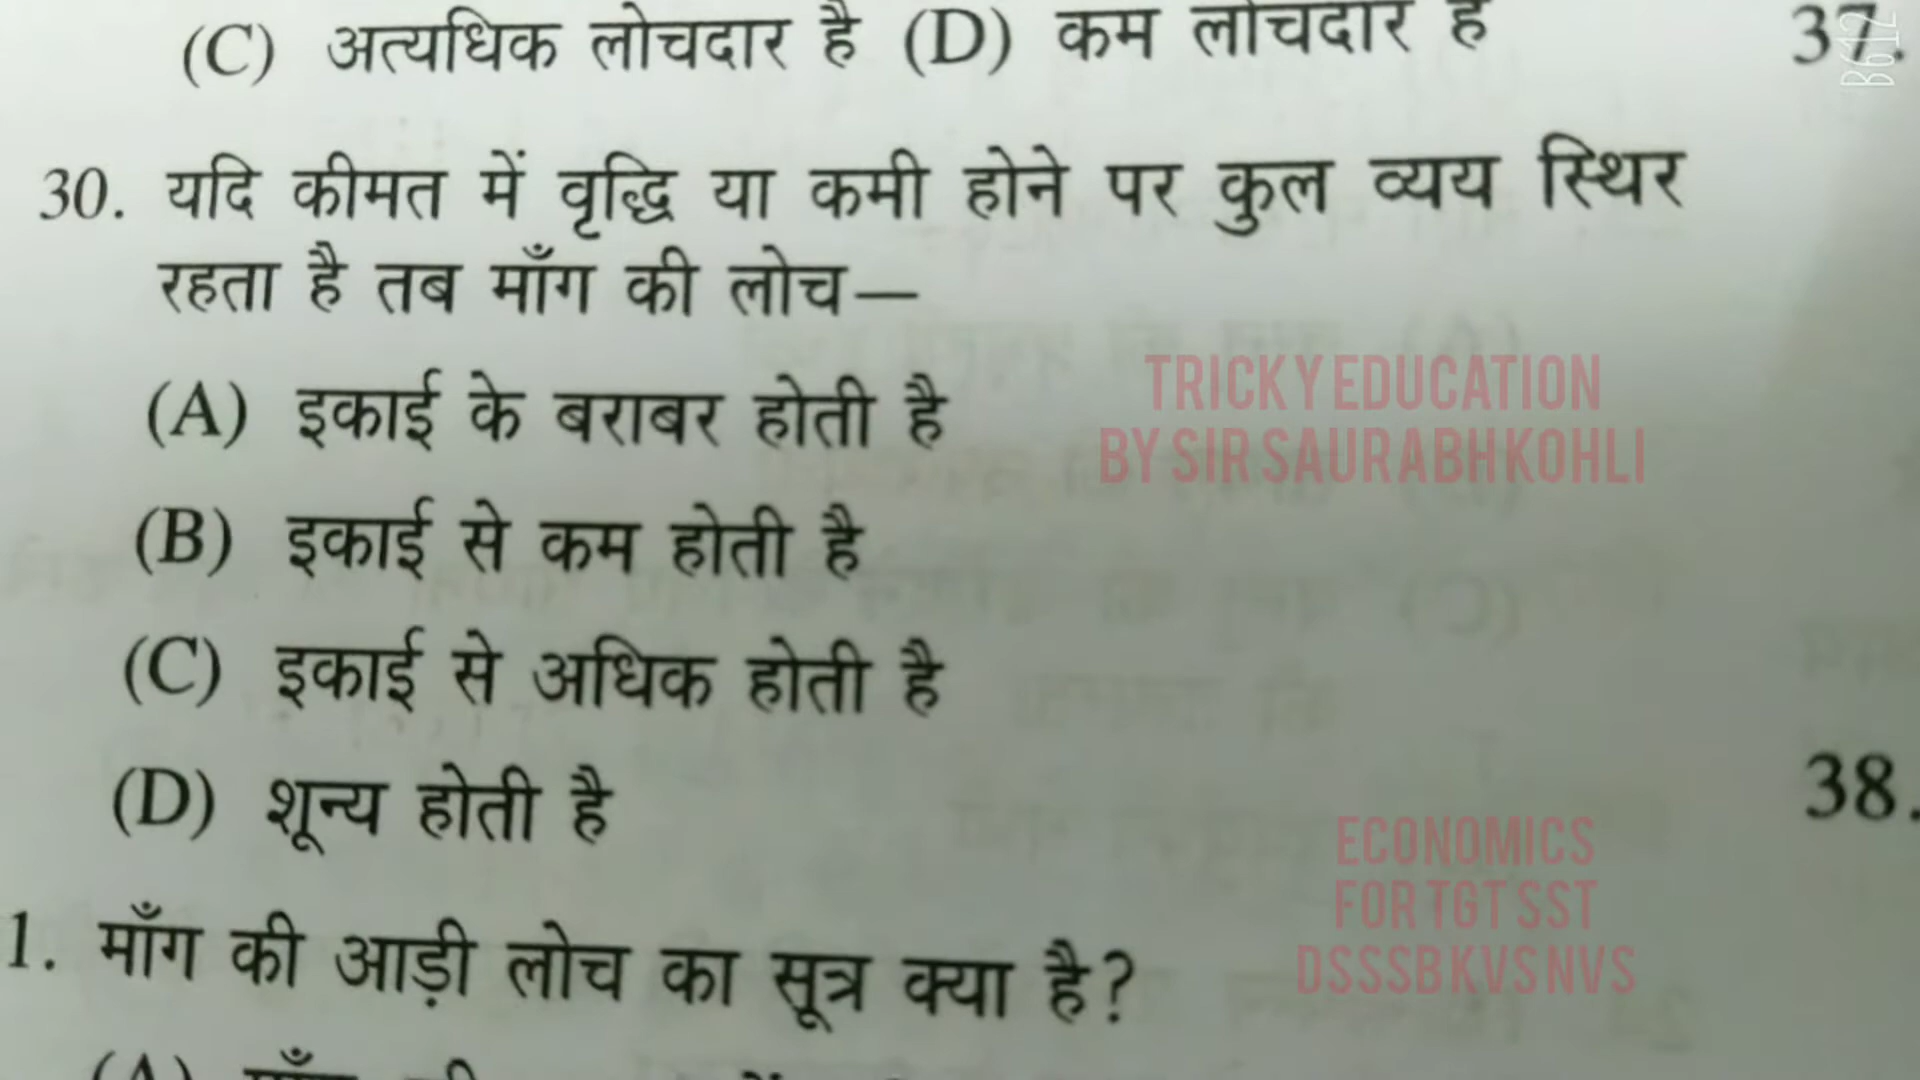 (C) अत्यधिक लोचदार है (D) कम लोचदार है
37.
B612
30. यदि कीमत में वृद्धि या कमी होने पर कुल व्यय स्थिर
रहता है तब माँग की लोच—
(A) इकाई के बराबर होती है
TRICKY EDUCATION
BY SIR SAURABH KOHLI
(B) इकाई से कम होती है
(C) इकाई से अधिक होती है
(D) शून्य होती है
38.
ECONOMICS
FOR TGT SST
DSSSB KVS NVS
1. माँग की आड़ी लोच का सूत्र क्या है?
(A) माँग